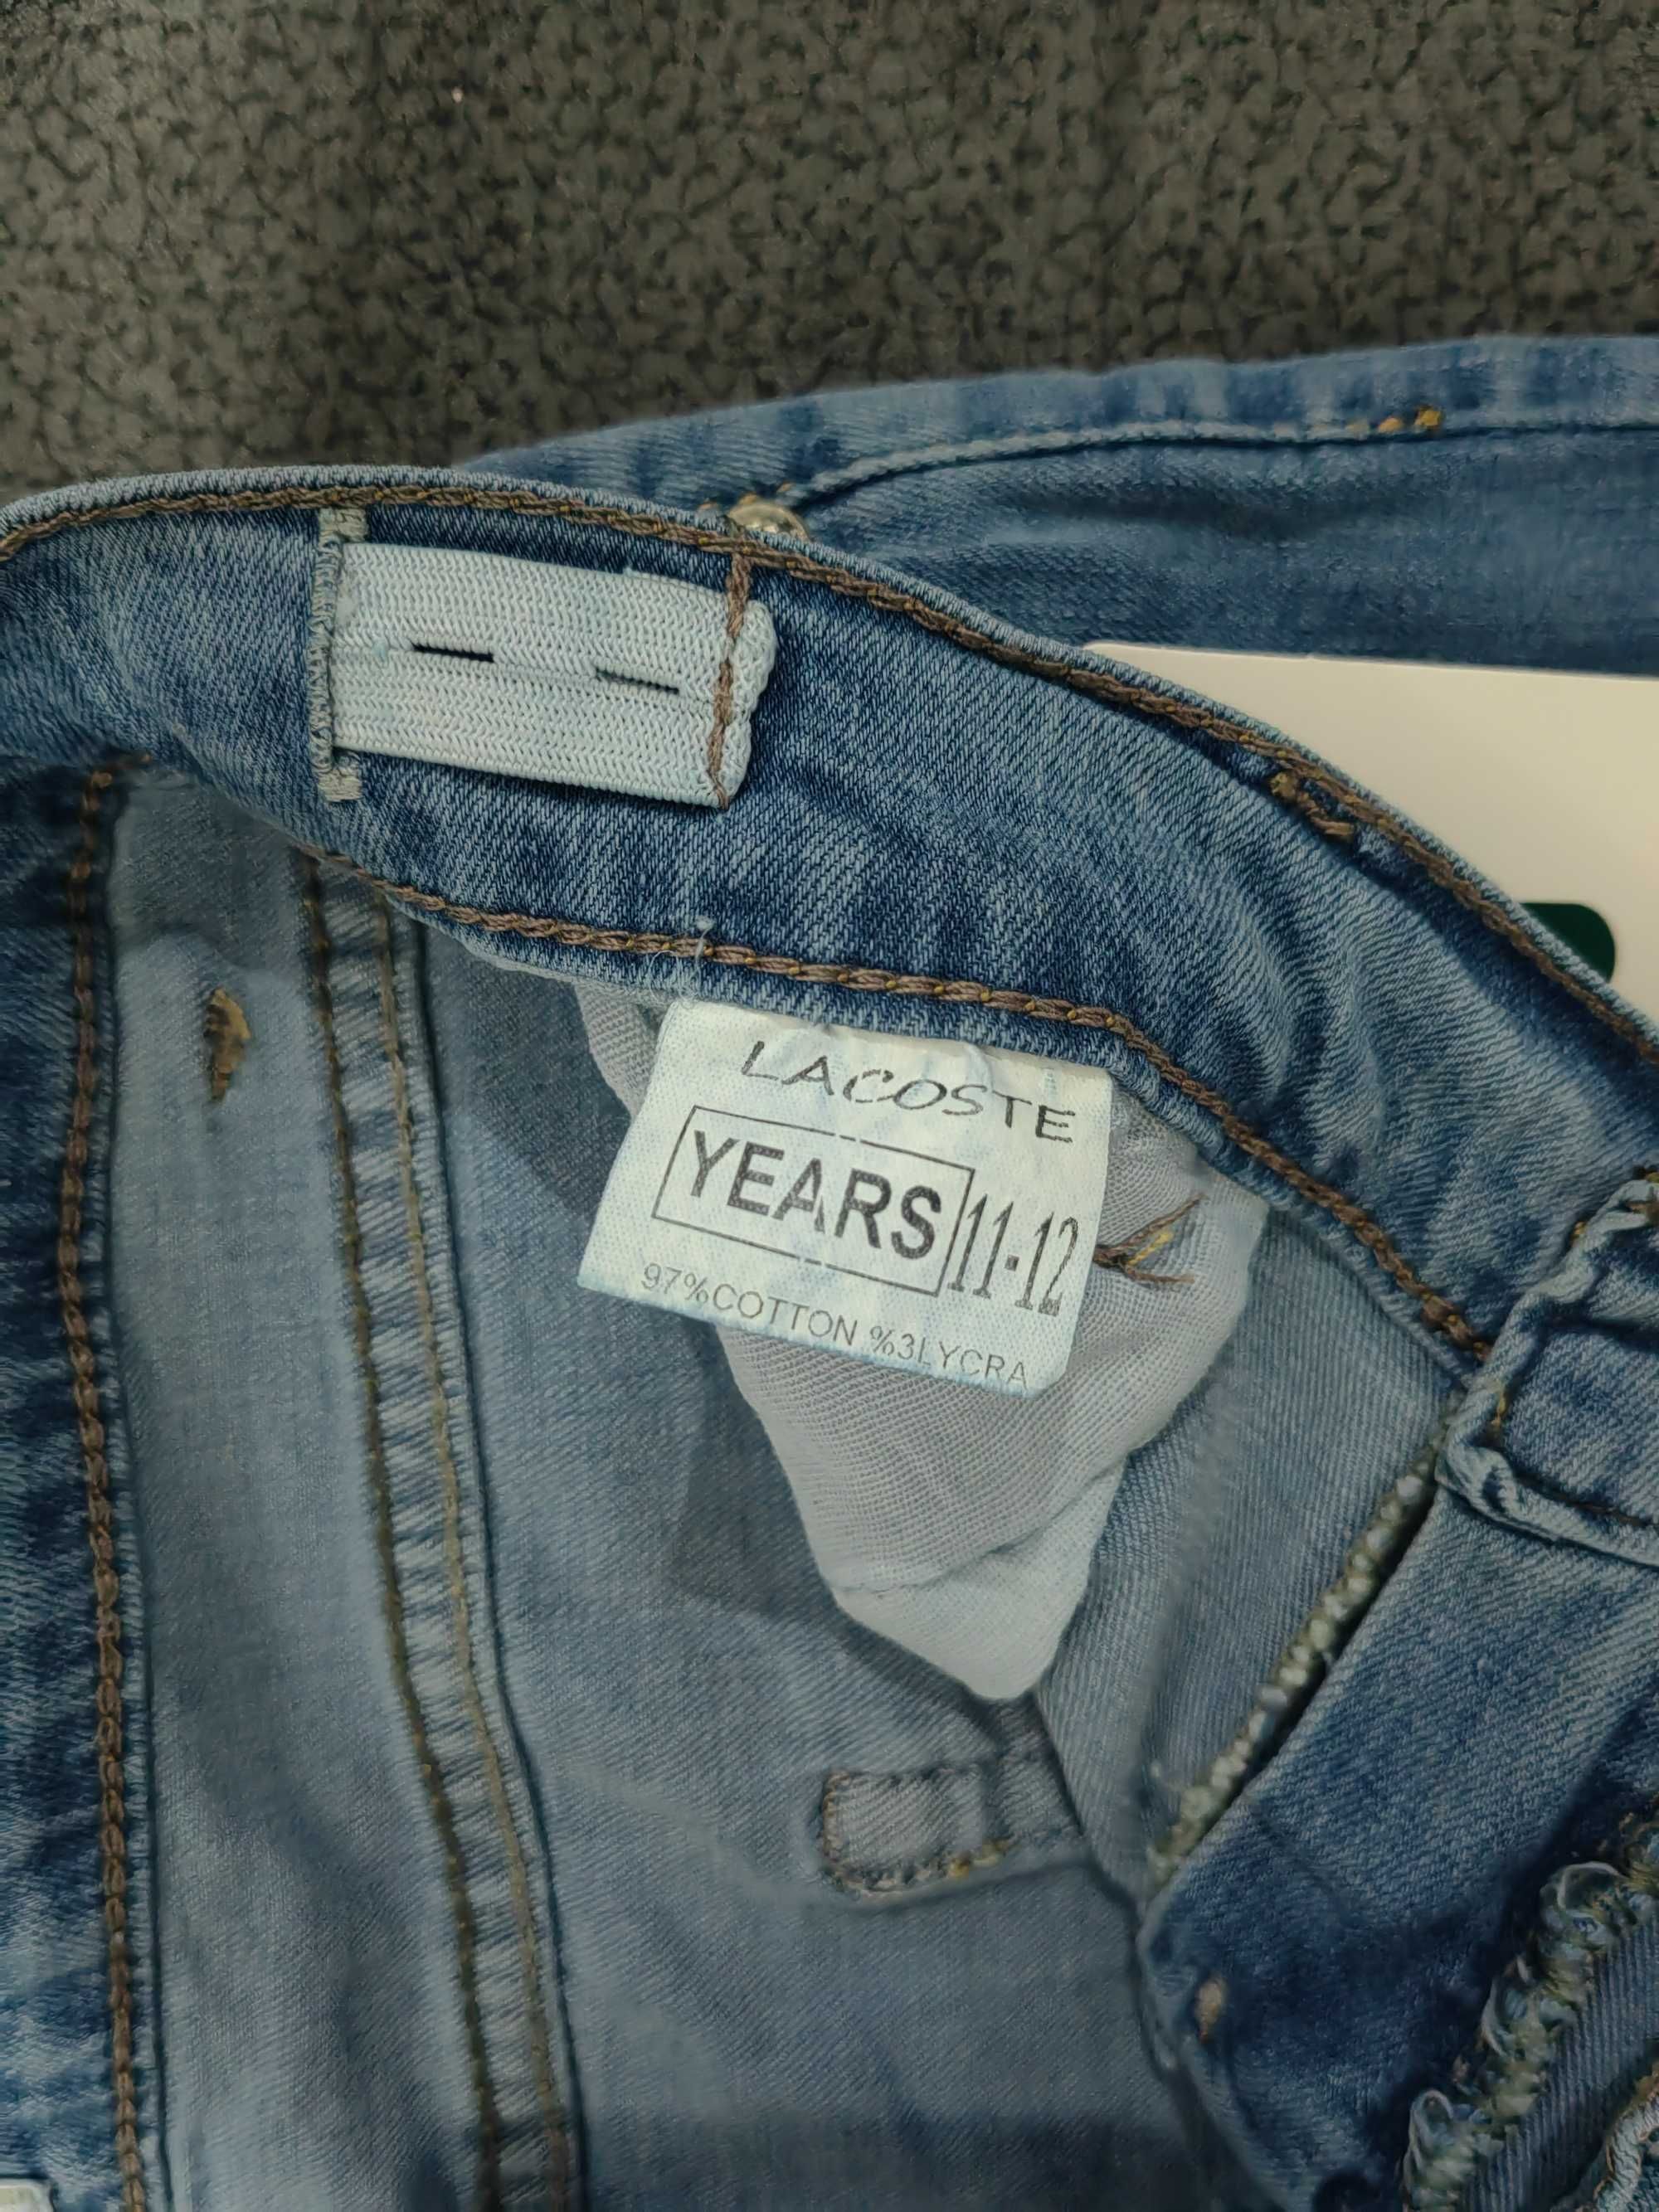 LACOSTE
YEARS 11-12
97%COTTON %3LYCRA